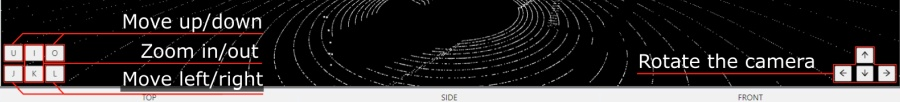 Move up/down
U I O
Zoom in/out
J K L
Move left/right
Rotate the camera
↑
← ↓ →
TOP SIDE FRONT